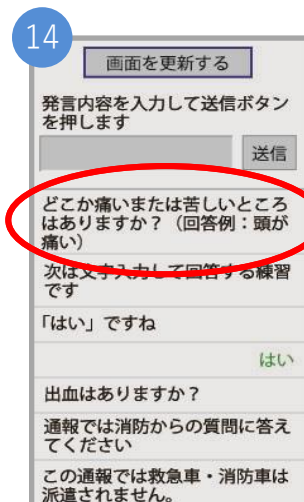 14
画面を更新する
発言内容を入力して送信ボタン
を押します
送信
どこか痛いまたは苦しいところ
はありますか？（回答例：頭が
痛い）
次は文字入力して回答する練習
です
「はい」ですね
はい
出血はありますか？
通報では消防からの質問に答え
てください
この通報では救急車・消防車は
派遣されません。